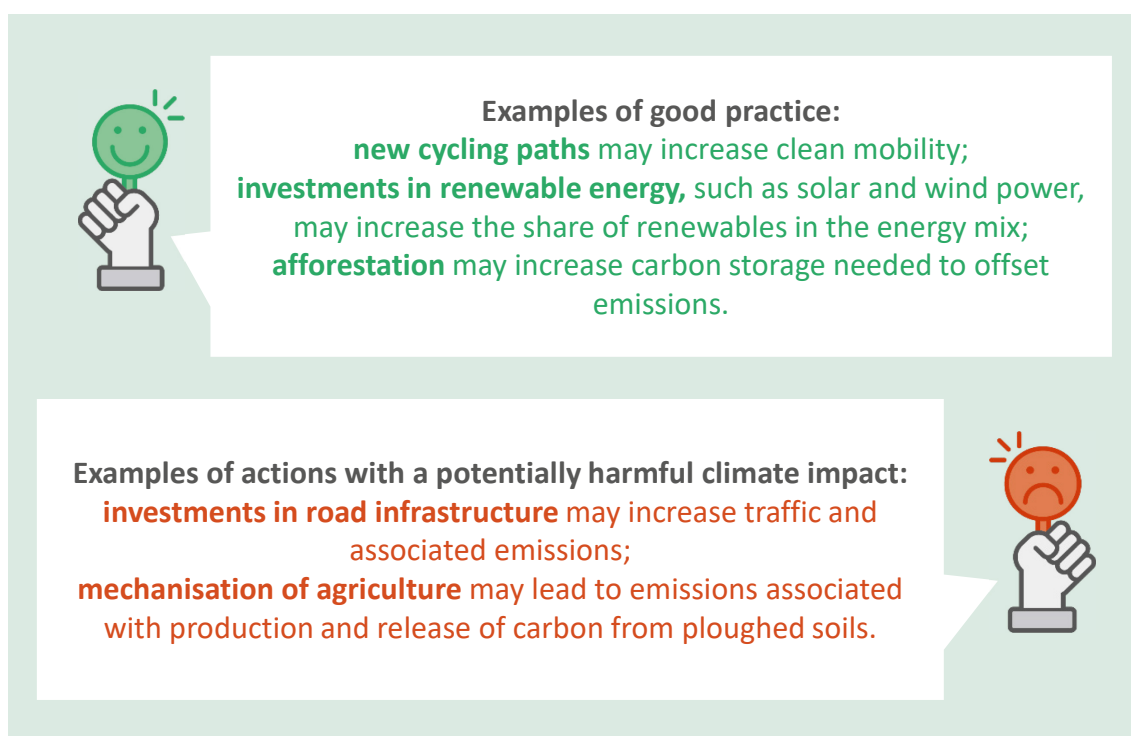 Examples of good practice:
new cycling paths may increase clean mobility;
investments in renewable energy, such as solar and wind power,
may increase the share of renewables in the energy mix;
afforestation may increase carbon storage needed to offset
emissions.
Examples of actions with a potentially harmful climate impact:
investments in road infrastructure may increase traffic and
associated emissions;
mechanisation of agriculture may lead to emissions associated
with production and release of carbon from ploughed soils.